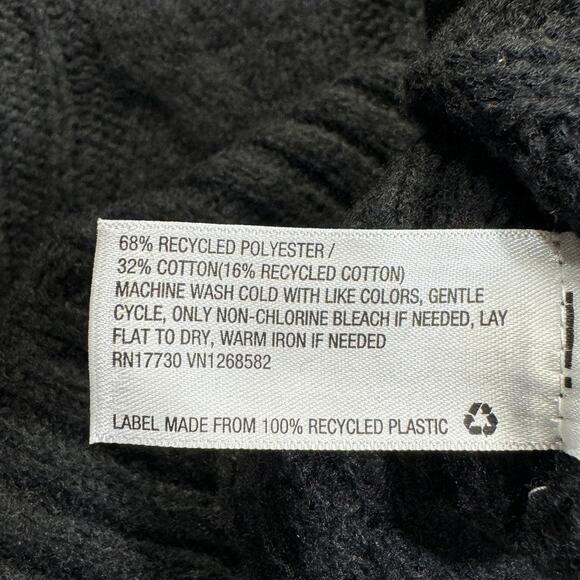 68% RECYCLED POLYESTER /
32% COTTON(16% RECYCLED COTTON)
MACHINE WASH COLD WITH LIKE COLORS, GENTLE
CYCLE, ONLY NON-CHLORINE BLEACH IF NEEDED, LAY
FLAT TO DRY, WARM IRON IF NEEDED
RN17730 VN1268582
LABEL MADE FROM 100% RECYCLED PLASTIC